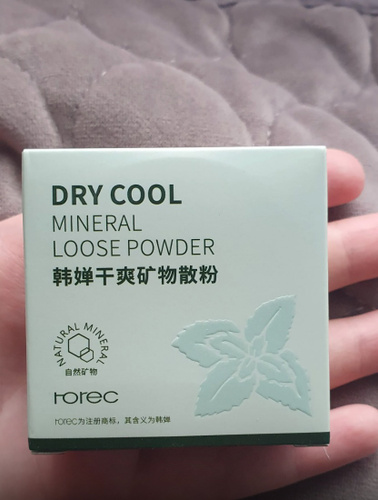 DRY COOL
MINERAL
LOOSE POWDER
韩婵干爽矿物散粉
NATURAL MINERAL
自然矿物
rorec
rorec为注册商标，其含义为韩婵